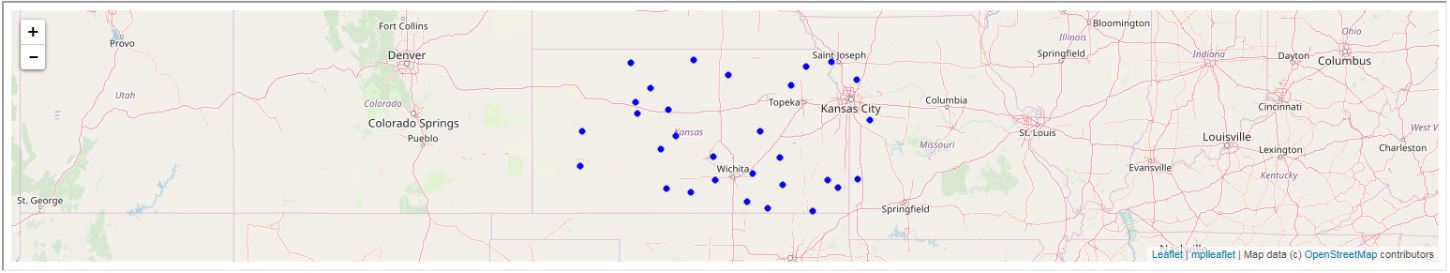 +
−
Provo
Utah
St. George
Fort Collins
Denver
Colorado
Colorado Springs
Pueblo
Kansas
Wichita
Topeka
Saint Joseph
Kansas City
Columbia
Missouri
Springfield
St. Louis
Bloomington
Illinois
Springfield
Indiana
Evansville
Louisville
Lexington
Kentucky
Ohio
Dayton
Columbus
Cincinnati
West V
Charleston
Leaflet | mplleaflet | Map data (c) OpenStreetMap contributors